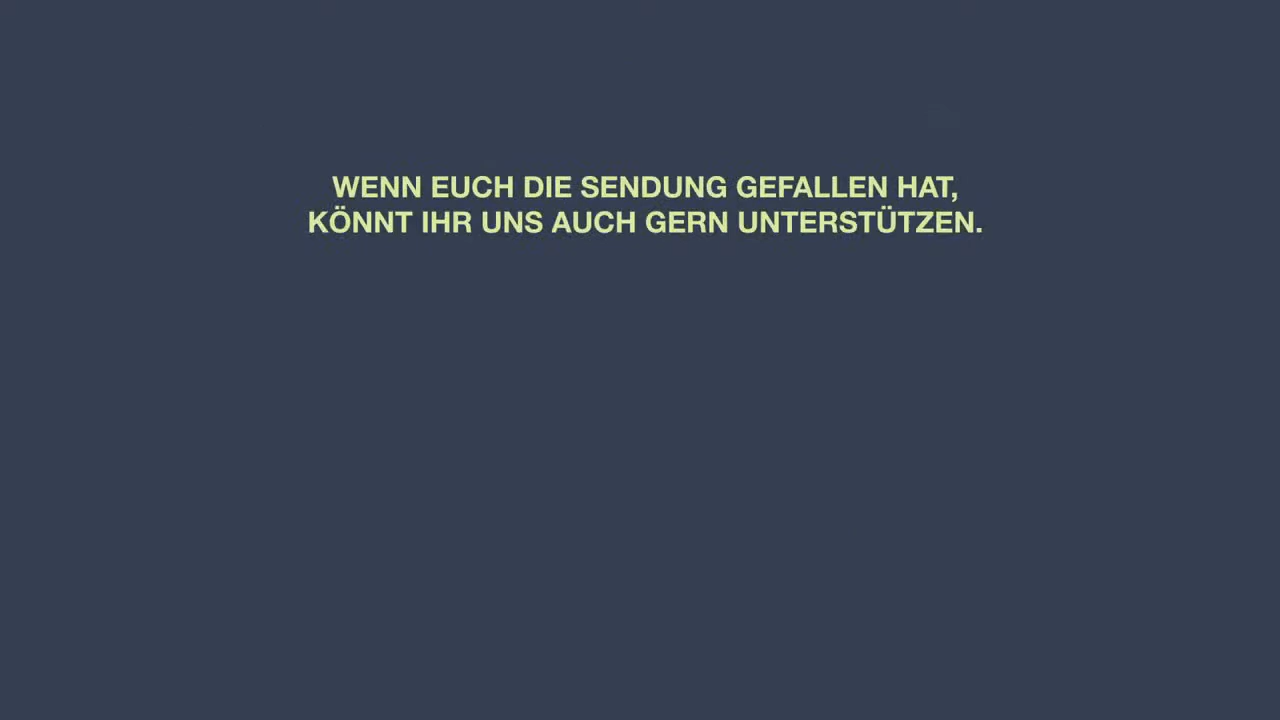 WENN EUCH DIE SENDUNG GEFALLEN HAT,
KÖNNT IHR UNS AUCH GERN UNTERSTÜTZEN.